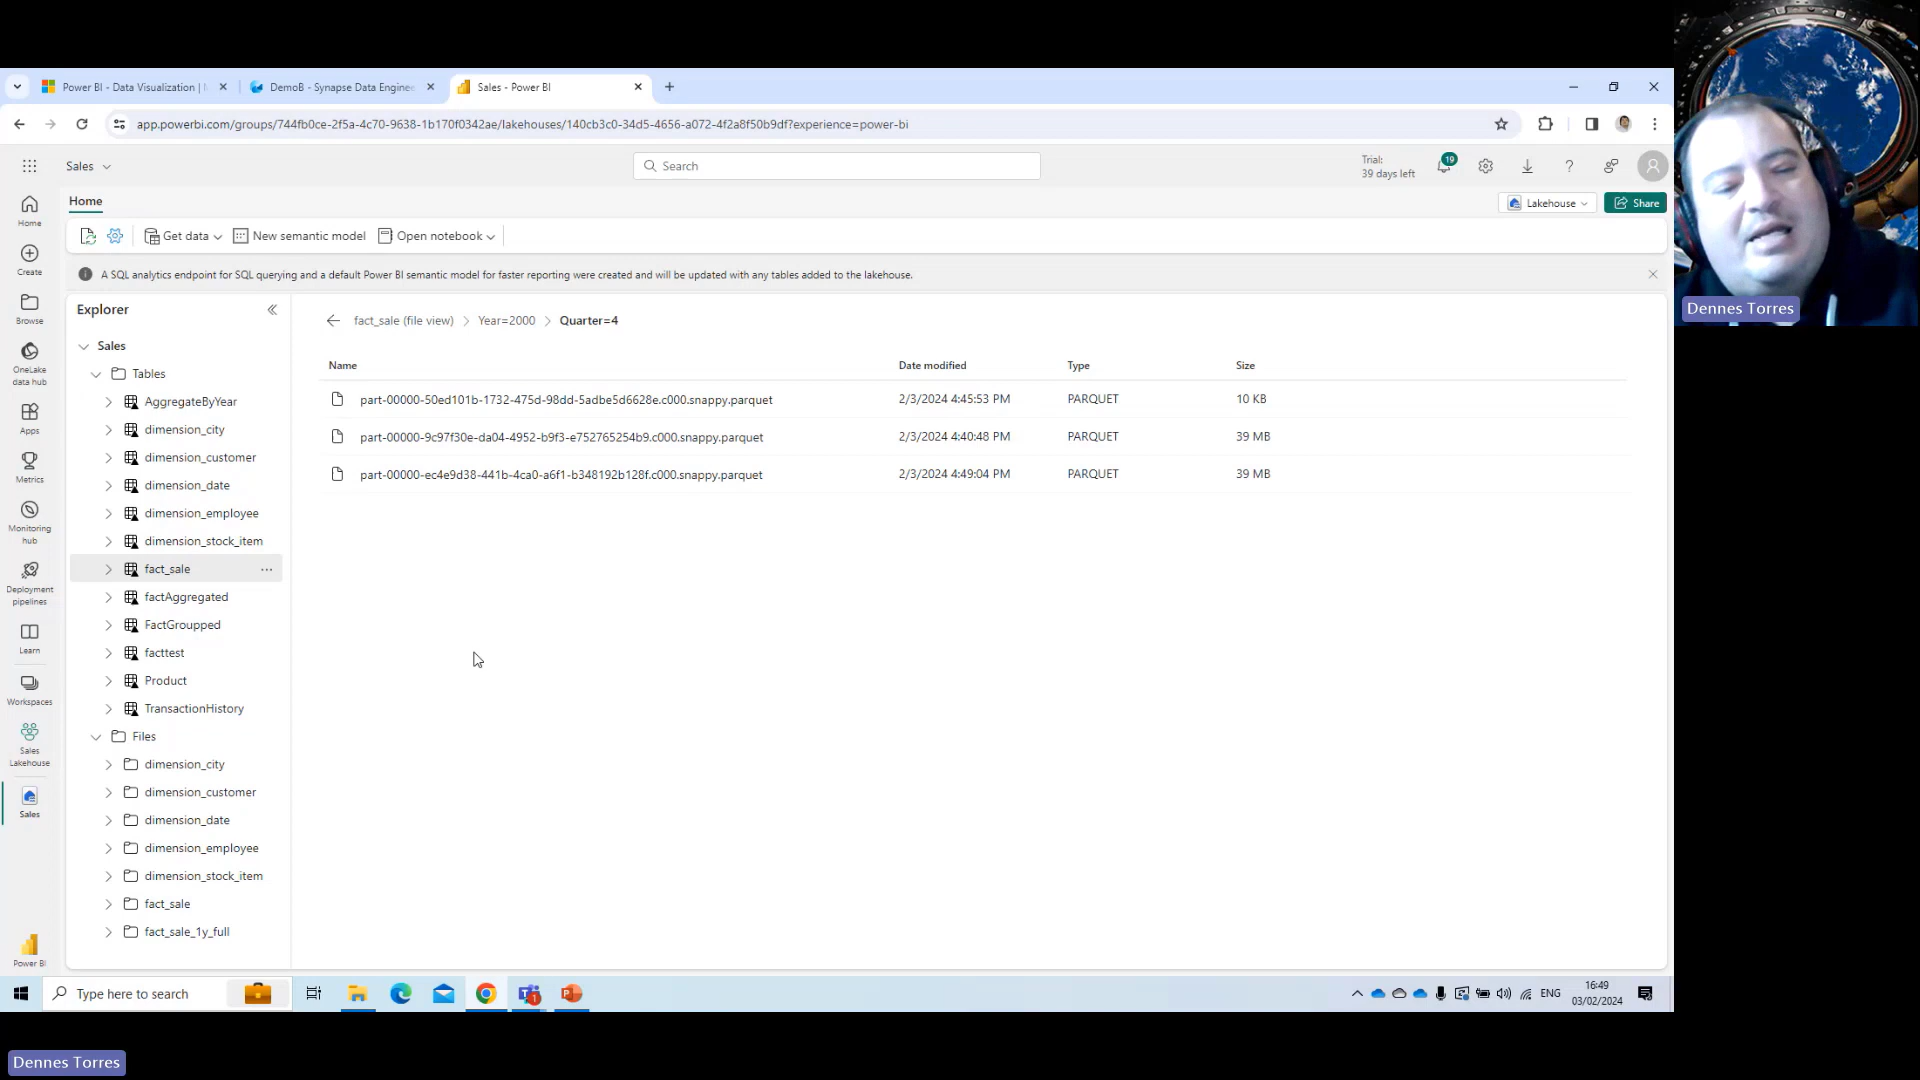 Power BI - Data Visualization |
DemoB - Synapse Data Enginee
Sales - Power BI
app.powerbi.com/groups/744fb0ce-2f5a-4c70-9638-1b170f0342ae/lakehouses/140cb3c0-34d5-4656-a072-4f2a8f50b9df?experience=power-bi
Sales
Search
Trial:
39 days left
19
Home
Lakehouse
Share
Get data
New semantic model
Open notebook
A SQL analytics endpoint for SQL querying and a default Power BI semantic model for faster reporting were created and will be updated with any tables added to the lakehouse.
Home
Create
Browse
OneLake
data hub
Apps
Metrics
Monitoring
hub
Deployment
pipelines
Learn
Workspaces
Sales
Lakehouse
Sales
Power BI
Explorer
Sales
Tables
AggregateByYear
dimension_city
dimension_customer
dimension_date
dimension_employee
dimension_stock_item
fact_sale
factAggregated
FactGroupped
facttest
Product
TransactionHistory
Files
dimension_city
dimension_customer
dimension_date
dimension_employee
dimension_stock_item
fact_sale
fact_sale_1y_full
fact_sale (file view) > Year=2000 > Quarter=4
Name Date modified Type Size
part-00000-50ed101b-1732-475d-98dd-5adbe5d6628e.c000.snappy.parquet 2/3/2024 4:45:53 PM PARQUET 10 KB
part-00000-9c97f30e-da04-4952-b9f3-e752765254b9.c000.snappy.parquet 2/3/2024 4:40:48 PM PARQUET 39 MB
part-00000-ec4e9d38-441b-4ca0-a6f1-b348192b128f.c000.snappy.parquet 2/3/2024 4:49:04 PM PARQUET 39 MB
Dennes Torres
Type here to search
ENG
16:49
03/02/2024
Dennes Torres